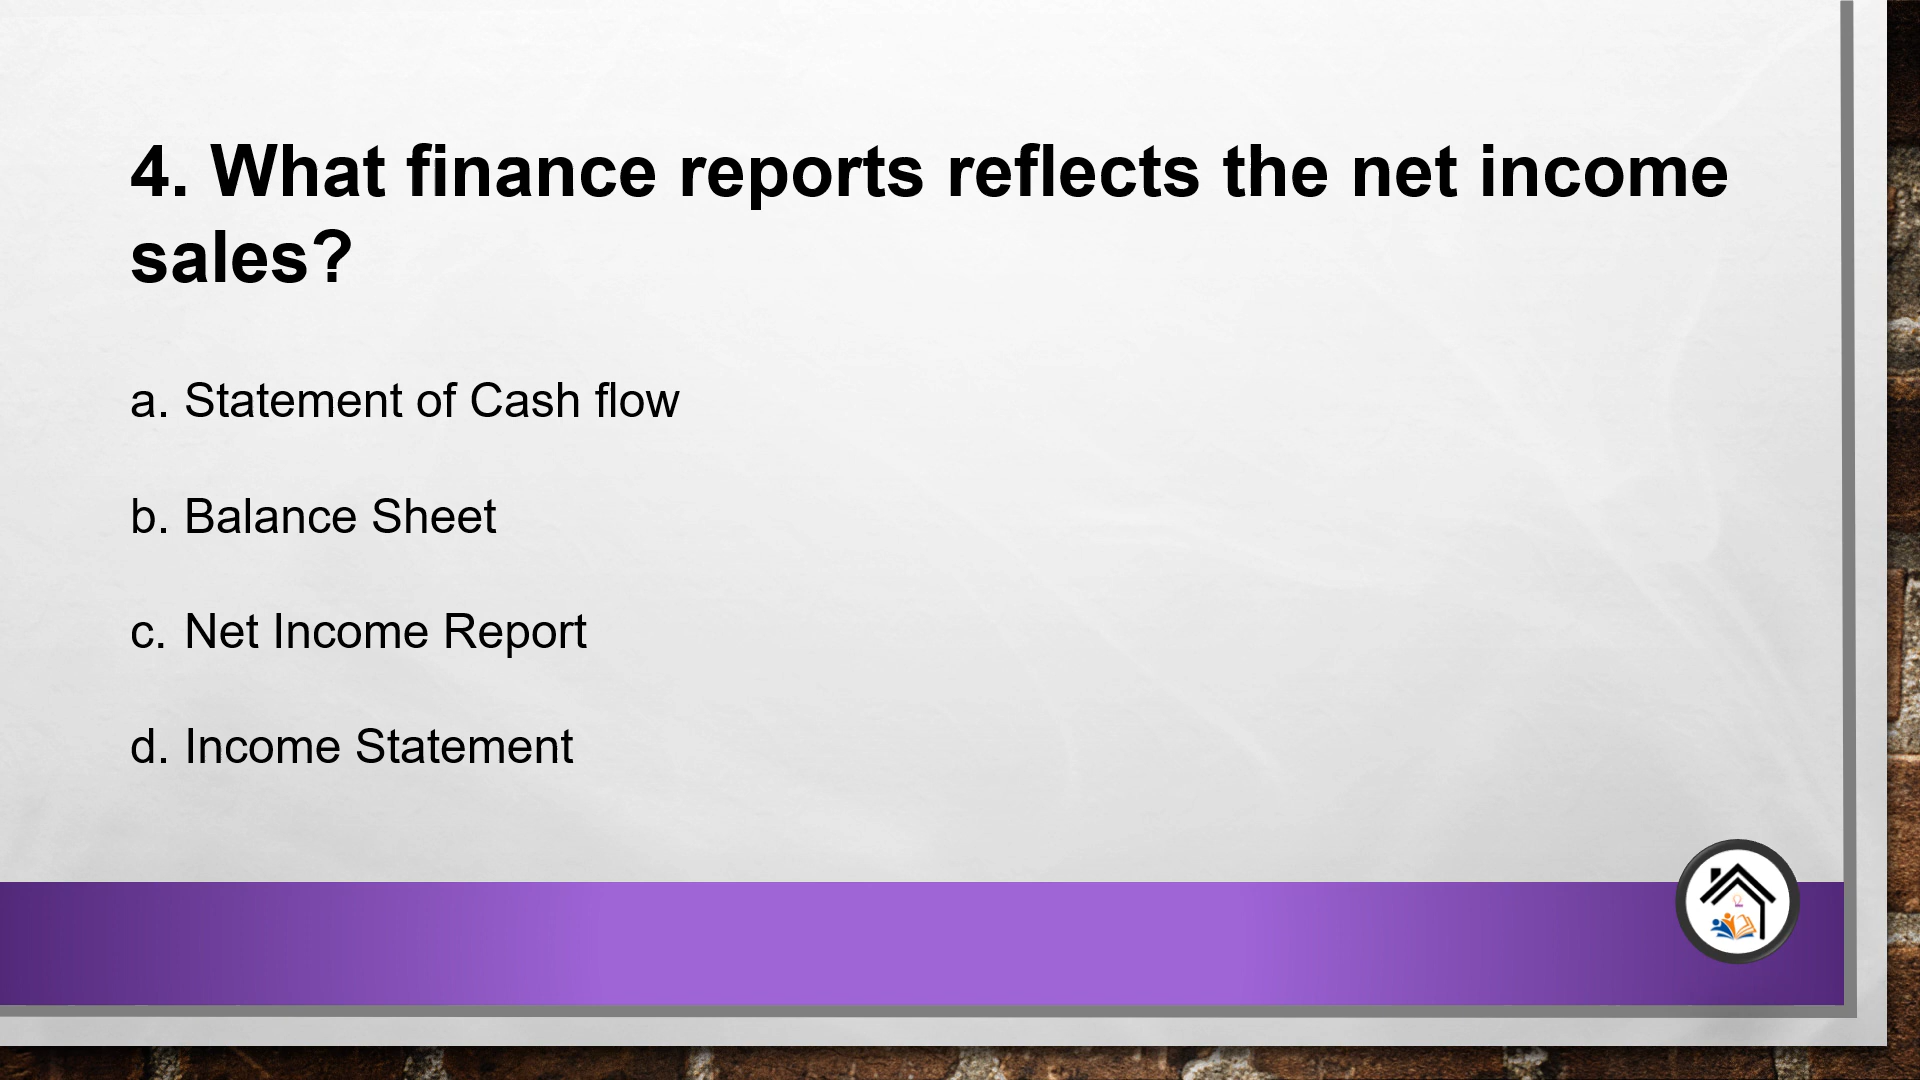 4. What finance reports reflects the net income
sales?
a. Statement of Cash flow
b. Balance Sheet
c. Net Income Report
d. Income Statement